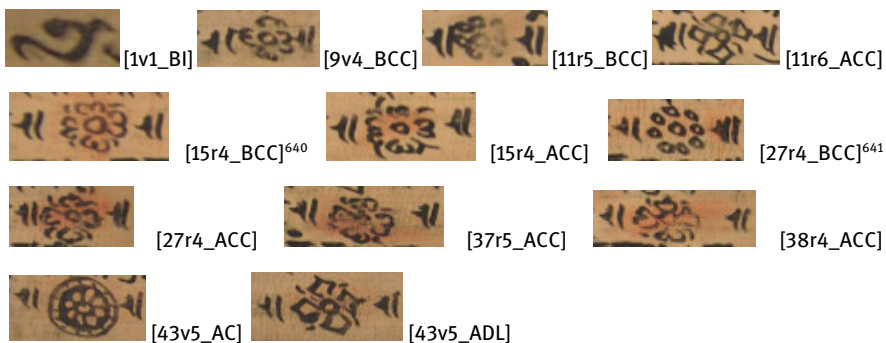 [1v1_BI] [9v4_BCC] [11r5_BCC] [11r6_ACC]
[15r4_BCC]⁶⁴⁰ [15r4_ACC] [27r4_BCC]⁶⁴¹
[27r4_ACC] [37r5_ACC] [38r4_ACC]
[43v5_AC] [43v5_ADL]